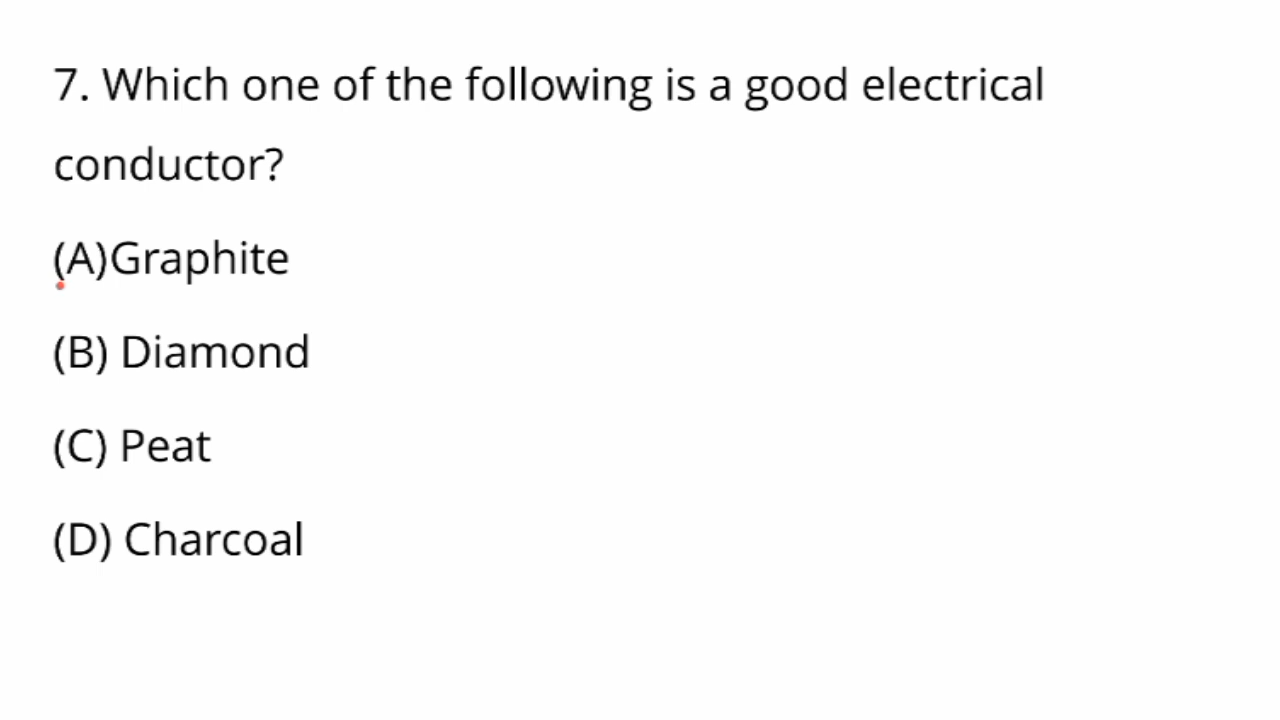 7. Which one of the following is a good electrical
conductor?
(A)Graphite
(B) Diamond
(C) Peat
(D) Charcoal